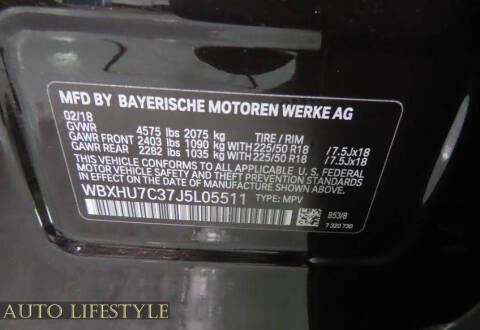 MFD BY BAYERISCHE MOTOREN WERKE AG
02/18
GVWR 4575 lbs 2075 kg TIRE / RIM
GAWR FRONT 2403 lbs 1090 kg 225/50 R18 /7.5Jx18
GAWR REAR 2282 lbs 1035 kg 225/50 R18 /7.5Jx18
THIS VEHICLE CONFORMS TO ALL APPLICABLE U.S. FEDERAL MOTOR VEHICLE SAFETY, BUMPER, AND THEFT PREVENTION STANDARDS IN EFFECT ON THE DATE OF MANUFACTURE SHOWN ABOVE.
WBXHU7C37J5L05511 TYPE: MPV
B53/8
7 320 730
AUTO LIFESTYLE